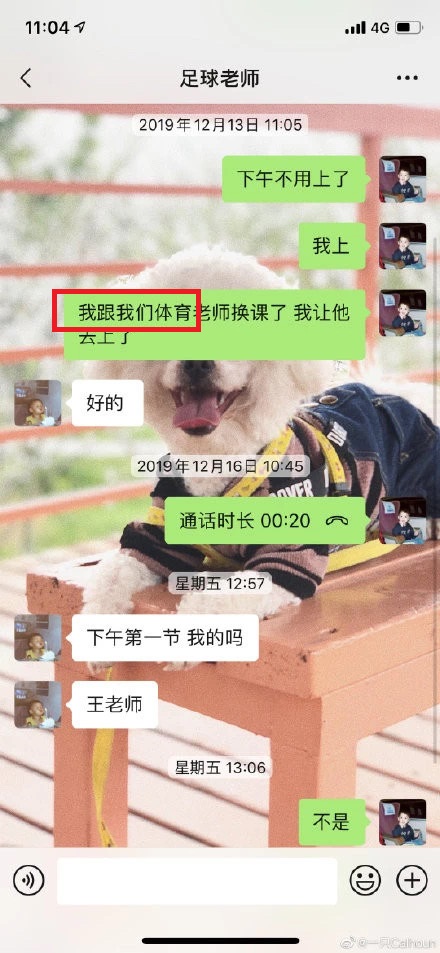 11:04
4G
足球老师
2019年12月13日 11:05
下午不用上了
我上
我跟我们体育老师换课了 我让他
去上了
好的
2019年12月16日 10:45
通话时长 00:20
星期五 12:57
下午第一节 我的吗
王老师
星期五 13:06
不是
@一只Calhoun